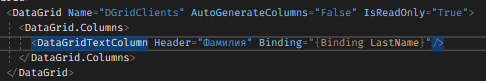 <DataGrid Name="DGridClients" AutoGenerateColumns="False" IsReadOnly="True">
<DataGrid.Columns>
<DataGridTextColumn Header="Фамилия" Binding="{Binding LastName}"/>
</DataGrid.Columns>
</DataGrid>